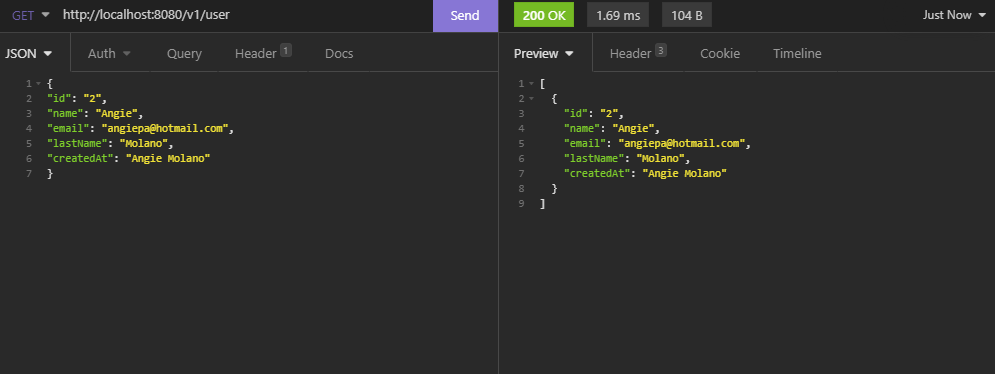 GET http://localhost:8080/v1/user Send 200 OK 1.69 ms 104 B Just Now
JSON Auth Query Header 1 Docs
Preview Header 3 Cookie Timeline
1 {
2 "id": "2",
3 "name": "Angie",
4 "email": "angiepa@hotmail.com",
5 "lastName": "Molano",
6 "createdAt": "Angie Molano"
7 }
1 [
2 {
3 "id": "2",
4 "name": "Angie",
5 "email": "angiepa@hotmail.com",
6 "lastName": "Molano",
7 "createdAt": "Angie Molano"
8 }
9 ]